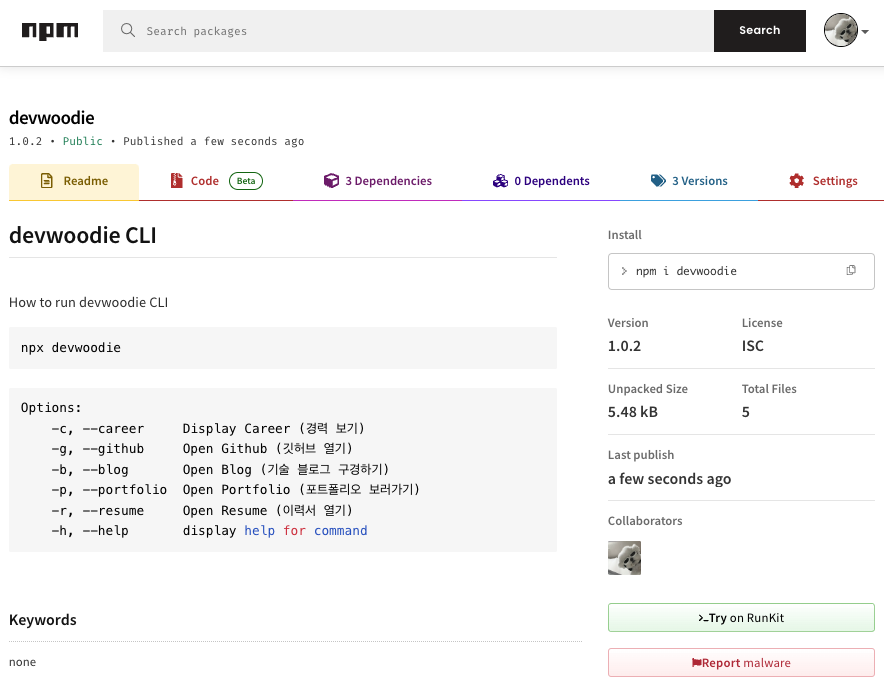 npm
Search packages
Search
devwoodie
1.0.2 • Public • Published a few seconds ago
Readme
Code Beta
3 Dependencies
0 Dependents
3 Versions
Settings
devwoodie CLI
How to run devwoodie CLI
npx devwoodie
Options:
-c, --career Display Career (경력 보기)
-g, --github Open Github (깃허브 열기)
-b, --blog Open Blog (기술 블로그 구경하기)
-p, --portfolio Open Portfolio (포트폴리오 보러가기)
-r, --resume Open Resume (이력서 열기)
-h, --help display help for command
Keywords
none
Install
> npm i devwoodie
Version
1.0.2
License
ISC
Unpacked Size
5.48 kB
Total Files
5
Last publish
a few seconds ago
Collaborators
>_Try on RunKit
Report malware